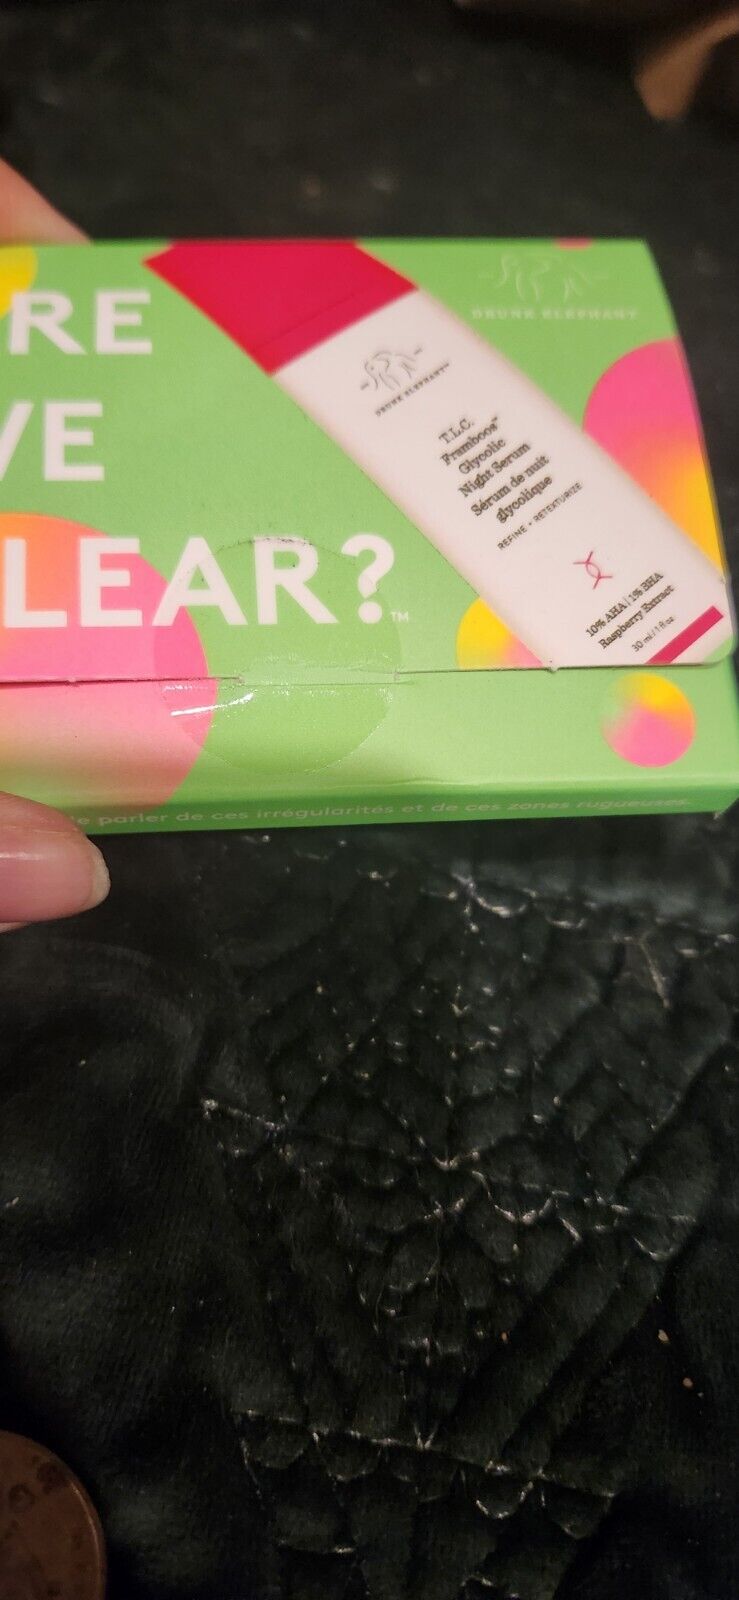 RE
VE
LEAR?™
DRUNK ELEPHANT
DRUNK ELEPHANT™
T.L.C.
Framboos™
Glycolic
Night Serum
Sérum de nuit
glycolique
REFINE + RETEXTURIZE
10% AHA | 1% BHA
Raspberry Extract
30 ml / 1 fl oz
parler de ces irrégularités et de ces zones rugueuses.